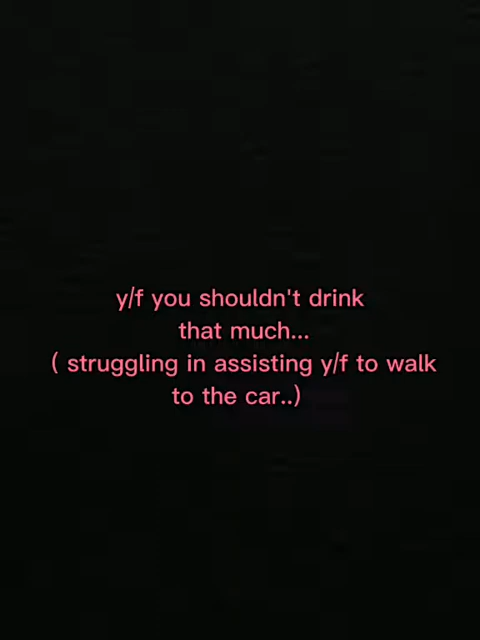 y/f you shouldn't drink
that much...
( struggling in assisting y/f to walk
to the car..)